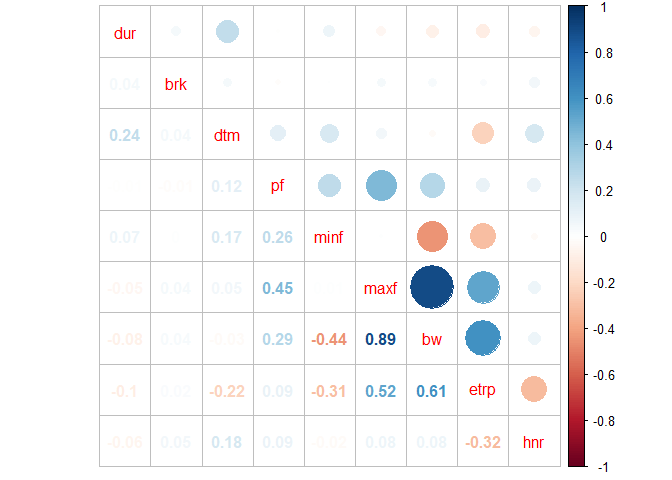 dur
0.04 brk
0.24 0.04 dtm
-0.01 0.12 pf
0.07 0.17 0.26 minf
-0.05 0.04 0.05 0.45 maxf
-0.08 0.04 0.29 -0.44 0.89 bw
-0.1 0.02 -0.22 0.09 -0.31 0.52 0.61 etrp
-0.06 0.05 0.18 0.09 -0.02 0.08 0.08 -0.32 hnr
1
0.8
0.6
0.4
0.2
0
-0.2
-0.4
-0.6
-0.8
-1